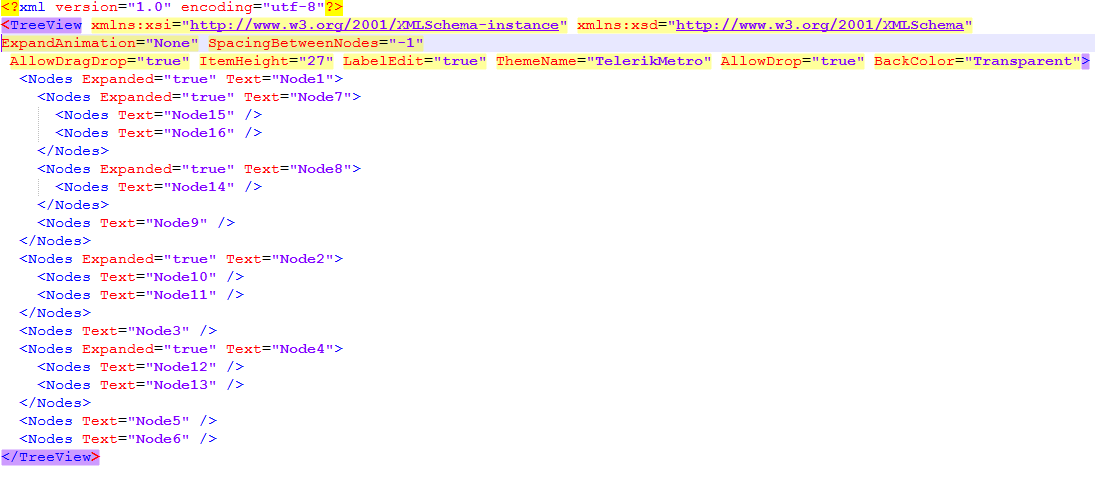 <?xml version="1.0" encoding="utf-8"?>
<TreeView xmlns:xsi="http://www.w3.org/2001/XMLSchema-instance" xmlns:xsd="http://www.w3.org/2001/XMLSchema"
ExpandAnimation="None" SpacingBetweenNodes="-1"
 AllowDragDrop="true" ItemHeight="27" LabelEdit="true" ThemeName="TelerikMetro" AllowDrop="true" BackColor="Transparent">
  <Nodes Expanded="true" Text="Node1">
    <Nodes Expanded="true" Text="Node7">
      <Nodes Text="Node15" />
      <Nodes Text="Node16" />
    </Nodes>
    <Nodes Expanded="true" Text="Node8">
      <Nodes Text="Node14" />
    </Nodes>
    <Nodes Text="Node9" />
  </Nodes>
  <Nodes Expanded="true" Text="Node2">
    <Nodes Text="Node10" />
    <Nodes Text="Node11" />
  </Nodes>
  <Nodes Text="Node3" />
  <Nodes Expanded="true" Text="Node4">
    <Nodes Text="Node12" />
    <Nodes Text="Node13" />
  </Nodes>
  <Nodes Text="Node5" />
  <Nodes Text="Node6" />
</TreeView>